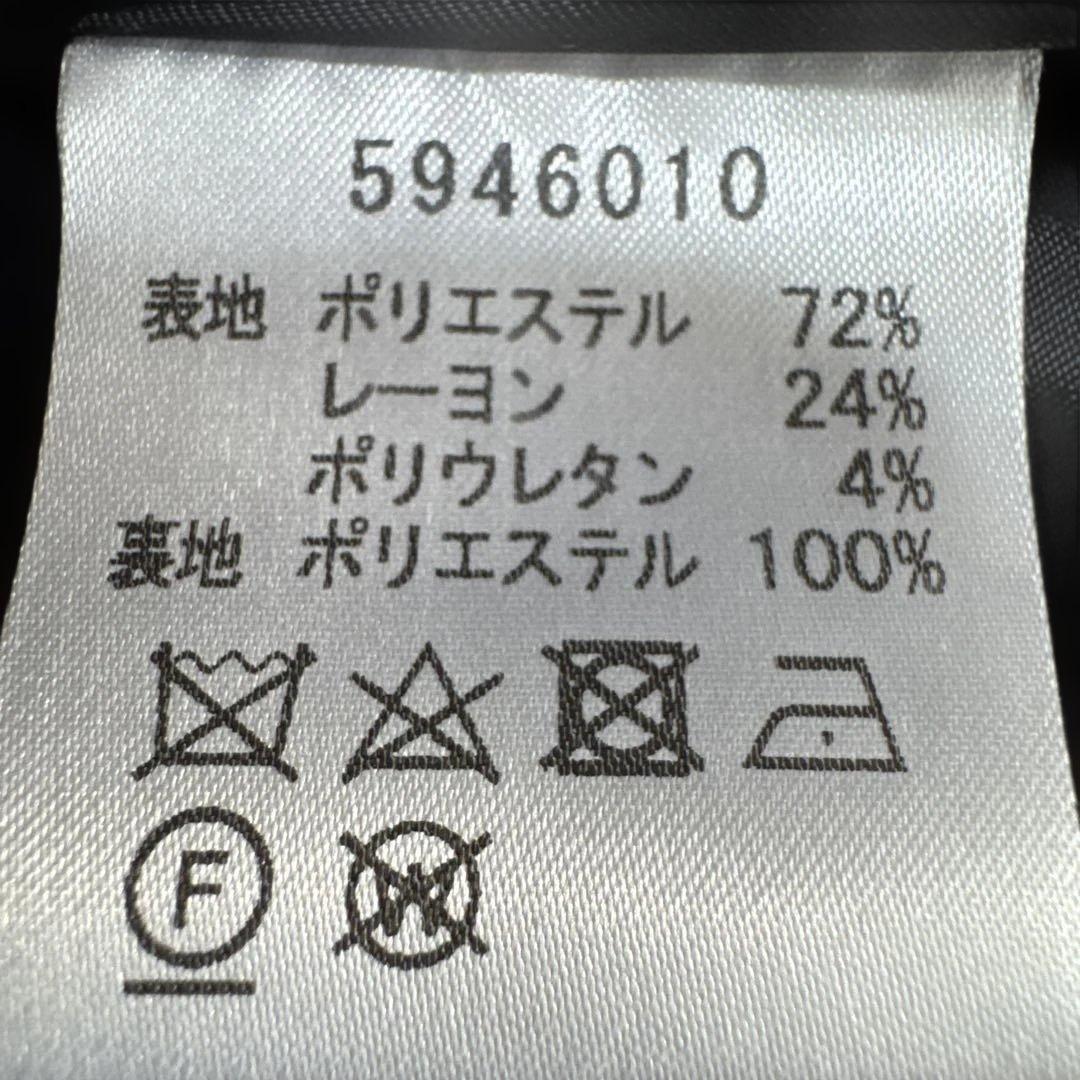 5946010
表地 ポリエステル 72%
レーヨン 24%
ポリウレタン 4%
裏地 ポリエステル 100%
F
W